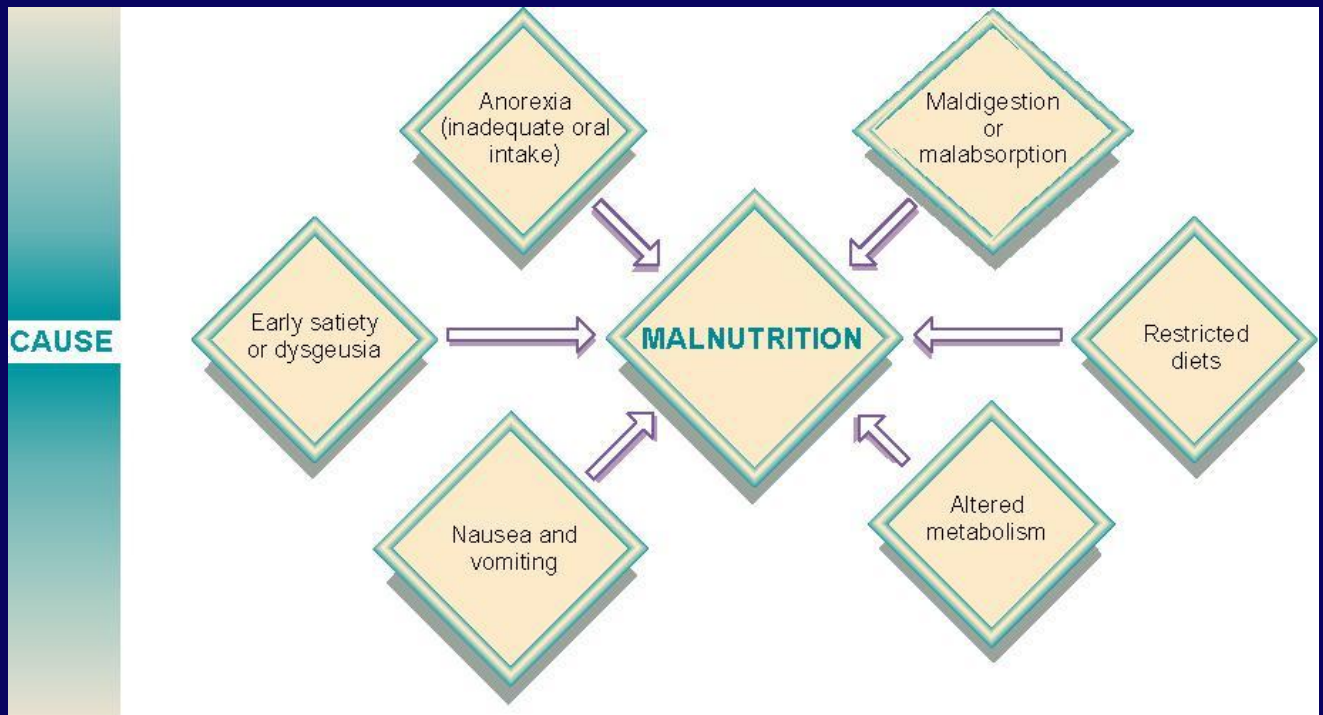 Anorexia
(inadequate oral
intake)
Maldigestion
or
malabsorption
CAUSE
Early satiety
or dysgeusia
MALNUTRITION
Restricted
diets
Nausea and
vomiting
Altered
metabolism